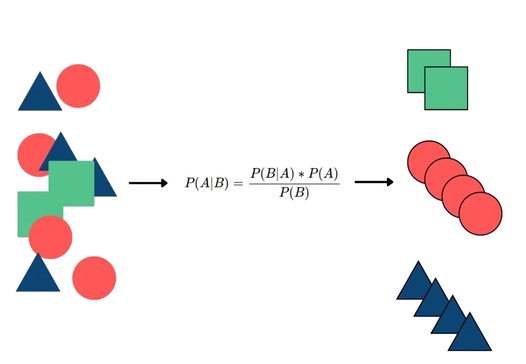 P(A|B) = P(B|A) * P(A) / P(B)